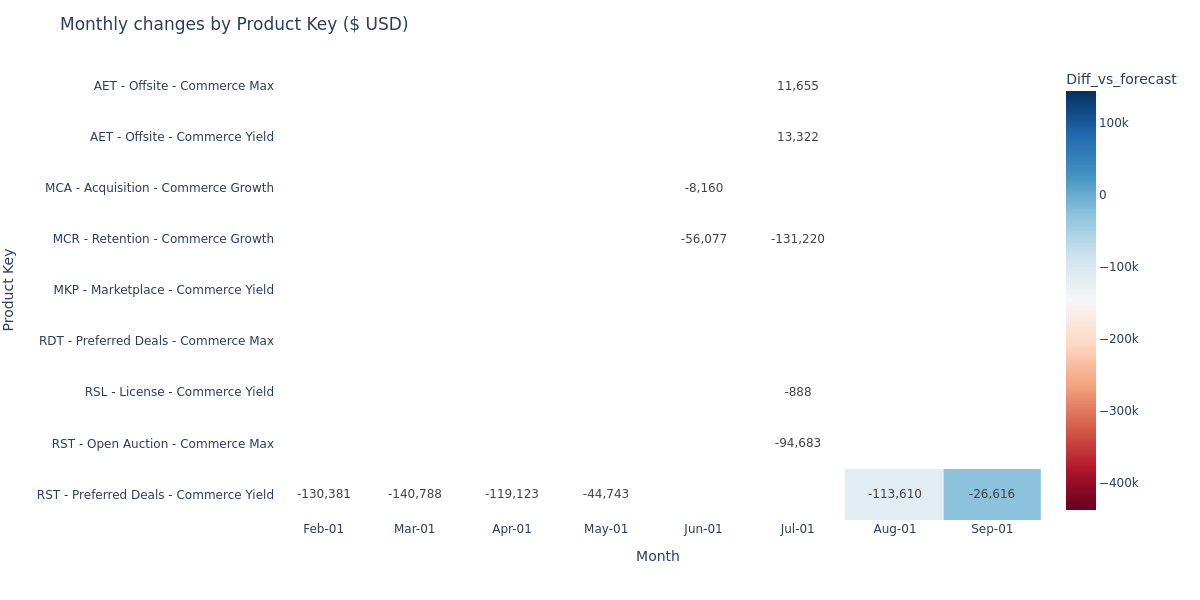 Monthly changes by Product Key ($ USD)
Diff_vs_forecast
AET - Offsite - Commerce Max 11,655
AET - Offsite - Commerce Yield 13,322
MCA - Acquisition - Commerce Growth -8,160
MCR - Retention - Commerce Growth -56,077 -131,220
MKP - Marketplace - Commerce Yield
RDT - Preferred Deals - Commerce Max
RSL - License - Commerce Yield -888
RST - Open Auction - Commerce Max -94,683
RST - Preferred Deals - Commerce Yield -130,381 -140,788 -119,123 -44,743 -113,610 -26,616
Feb-01 Mar-01 Apr-01 May-01 Jun-01 Jul-01 Aug-01 Sep-01
Month
Product Key
100k
0
−100k
−200k
−300k
−400k